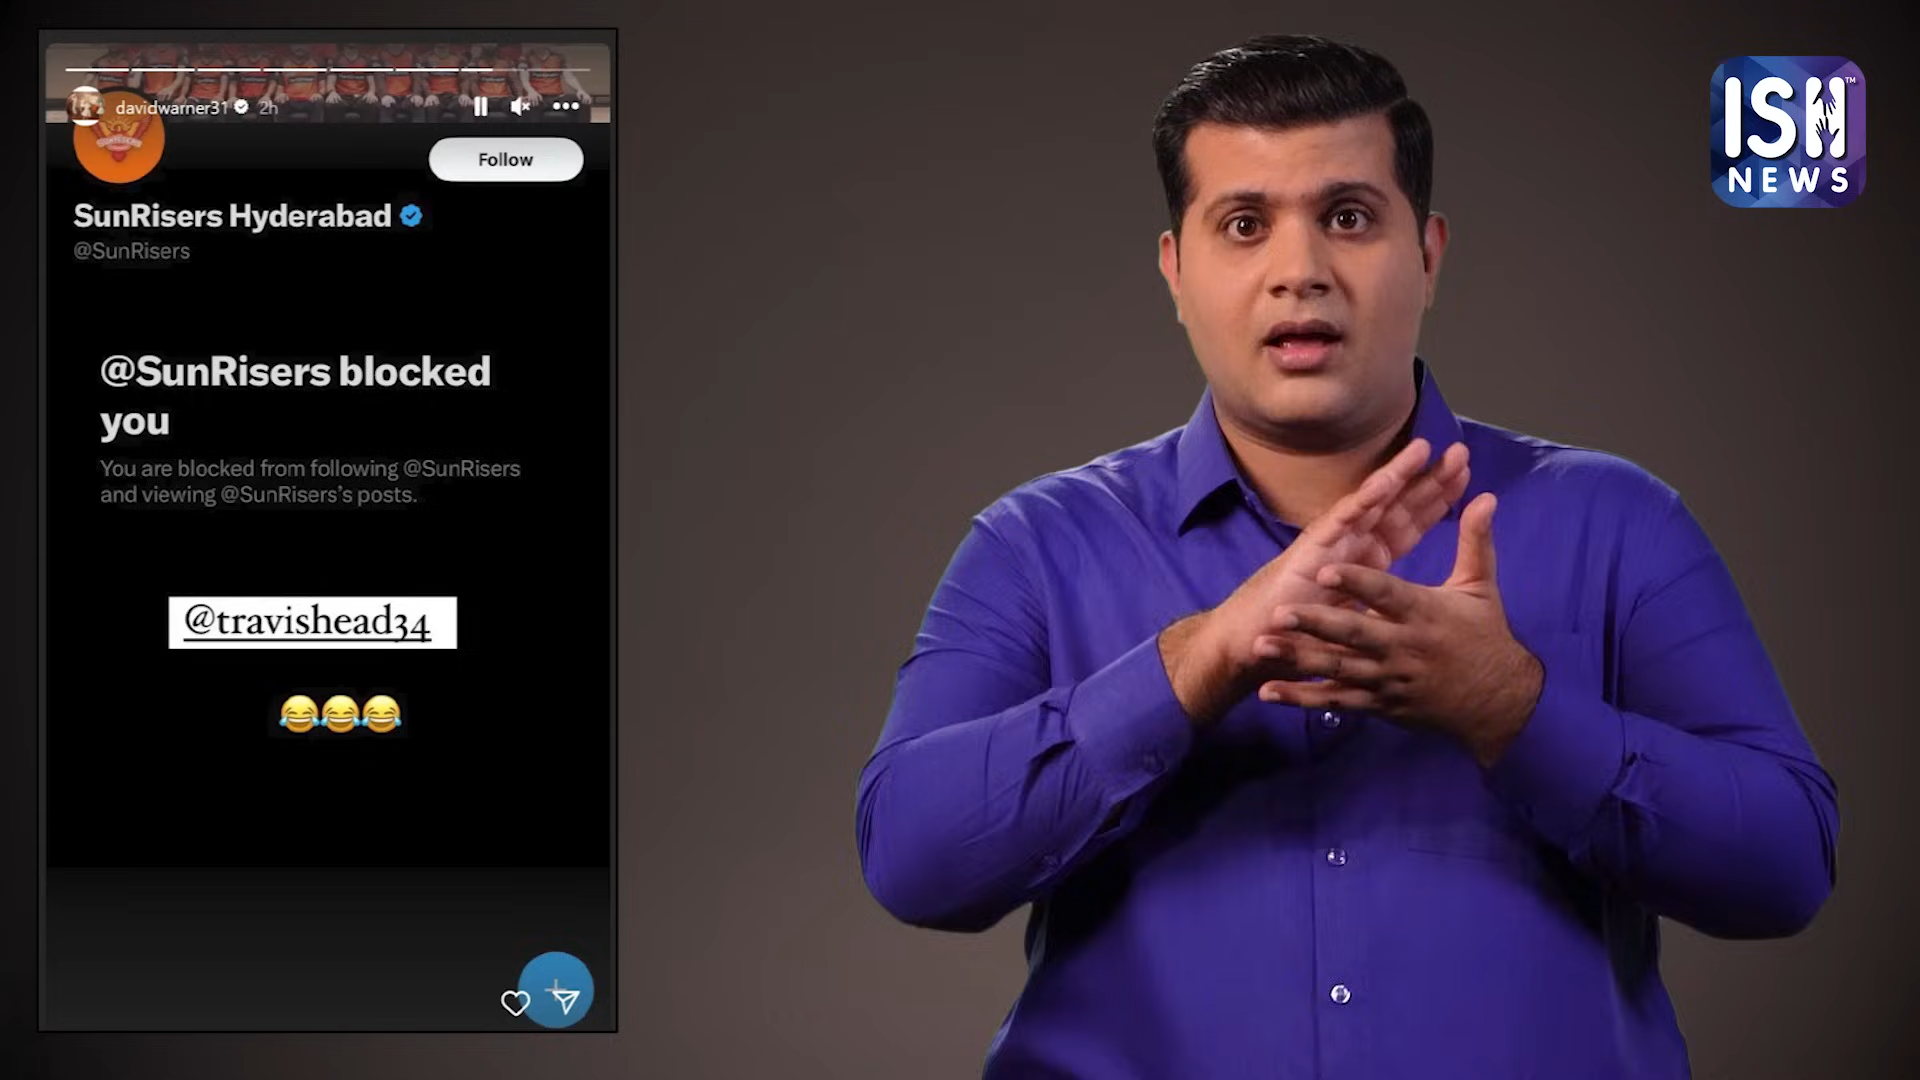 davidwarner31 2h
Follow
SunRisers Hyderabad
@SunRisers
@SunRisers blocked
you
You are blocked from following @SunRisers
and viewing @SunRisers's posts.
@travishead34
ISH™
NEWS